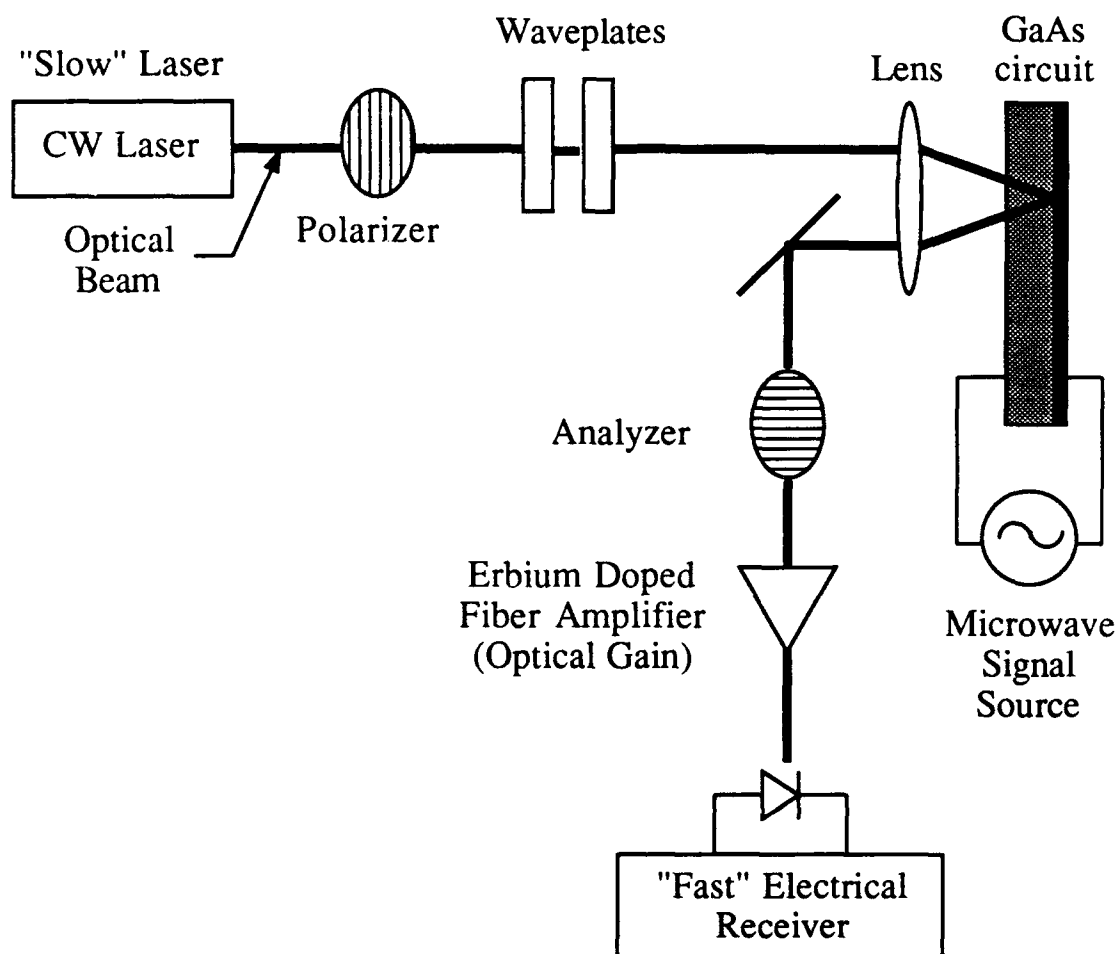 "Slow" Laser
CW Laser
Optical
Beam
Polarizer
Waveplates
Lens
GaAs
circuit
Analyzer
Erbium Doped
Fiber Amplifier
(Optical Gain)
Microwave
Signal
Source
"Fast" Electrical
Receiver